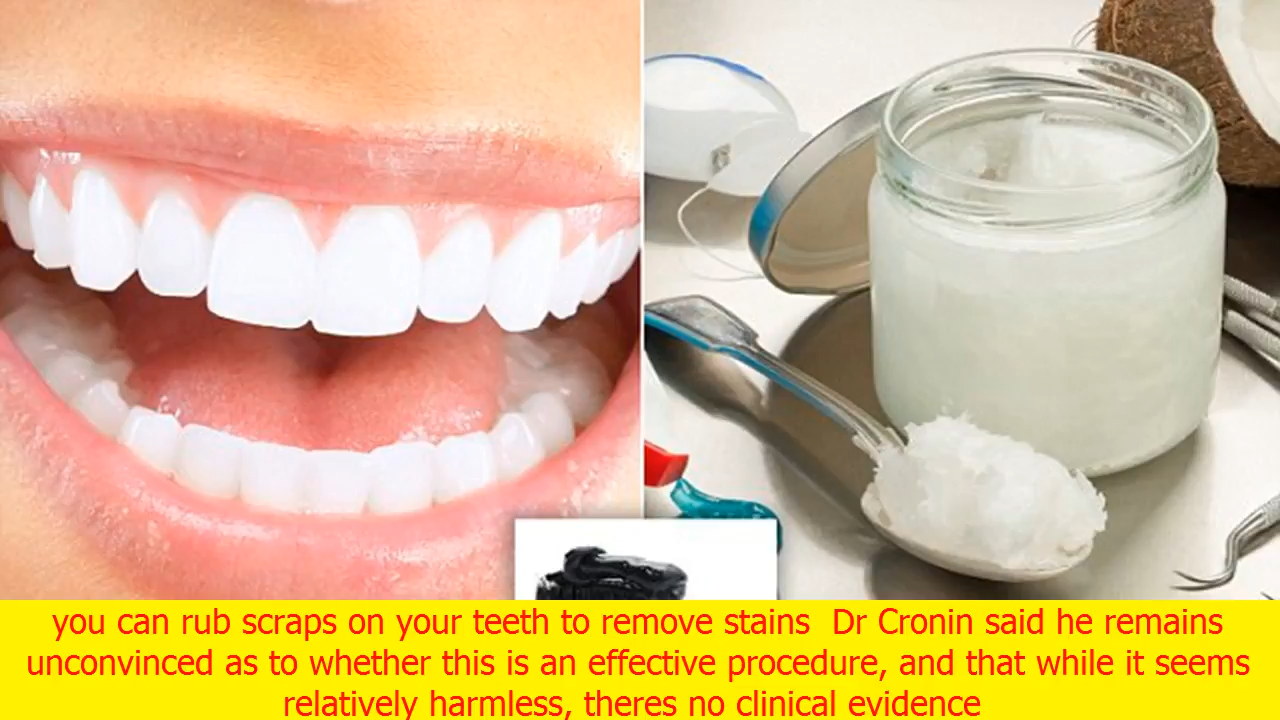 you can rub scraps on your teeth to remove stains  Dr Cronin said he remains
unconvinced as to whether this is an effective procedure, and that while it seems
relatively harmless, theres no clinical evidence